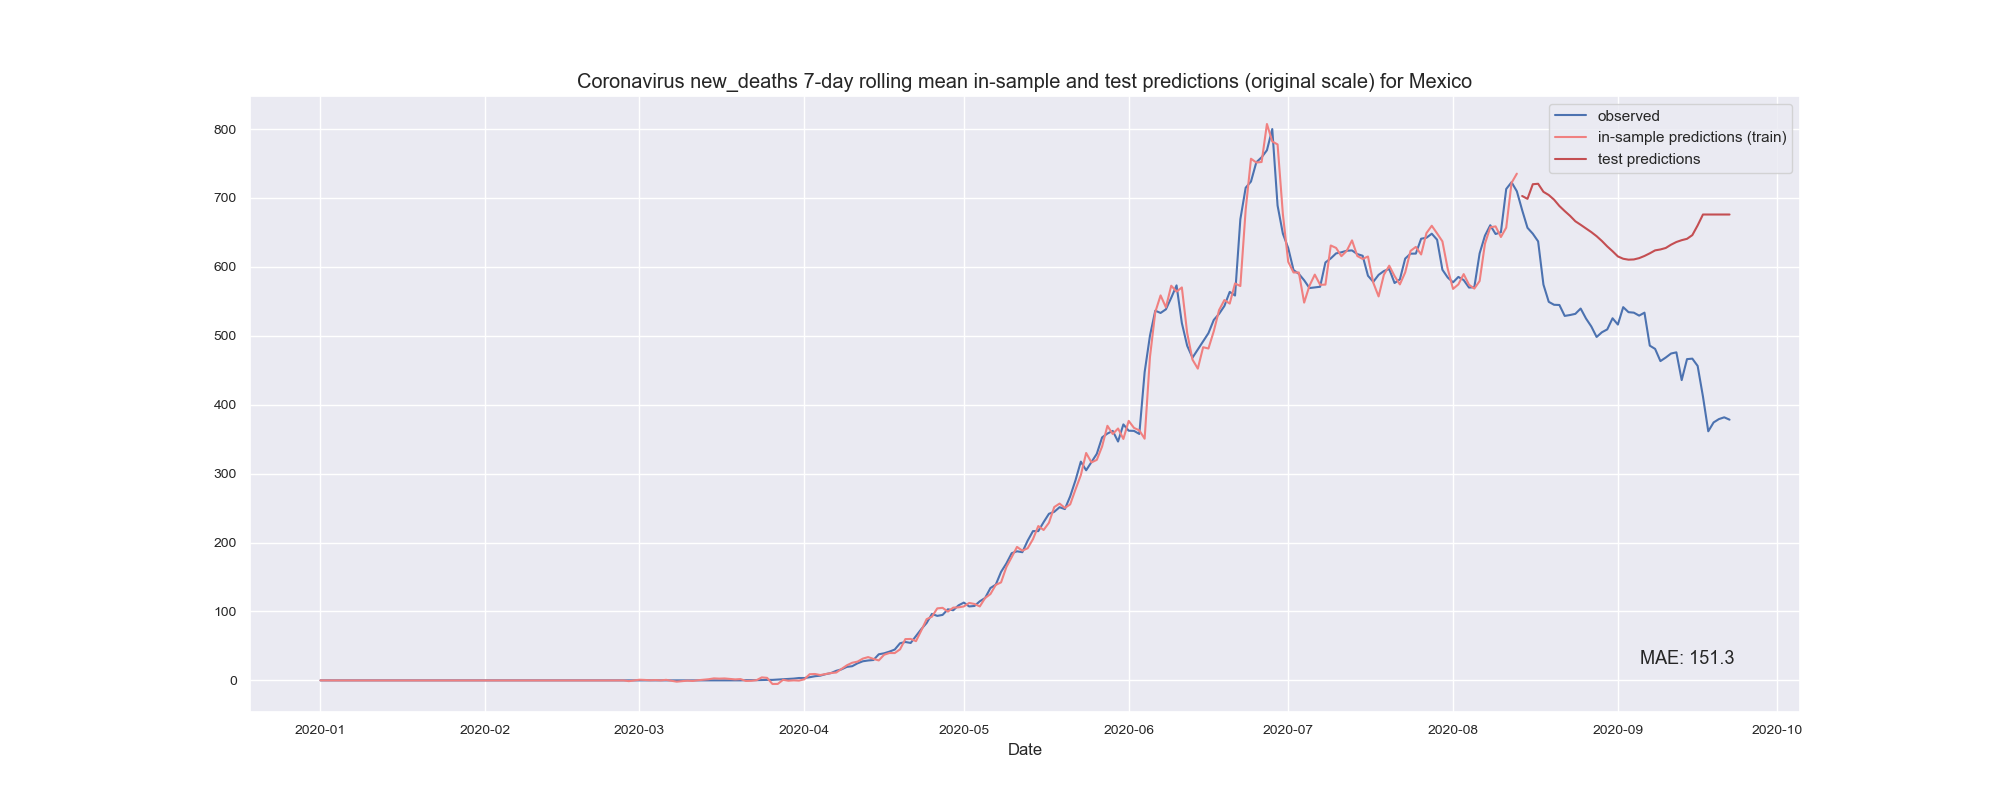 Coronavirus new_deaths 7-day rolling mean in-sample and test predictions (original scale) for Mexico
observed
in-sample predictions (train)
test predictions
800
700
600
500
400
300
200
100
0
MAE: 151.3
2020-01 2020-02 2020-03 2020-04 2020-05 2020-06 2020-07 2020-08 2020-09 2020-10
Date